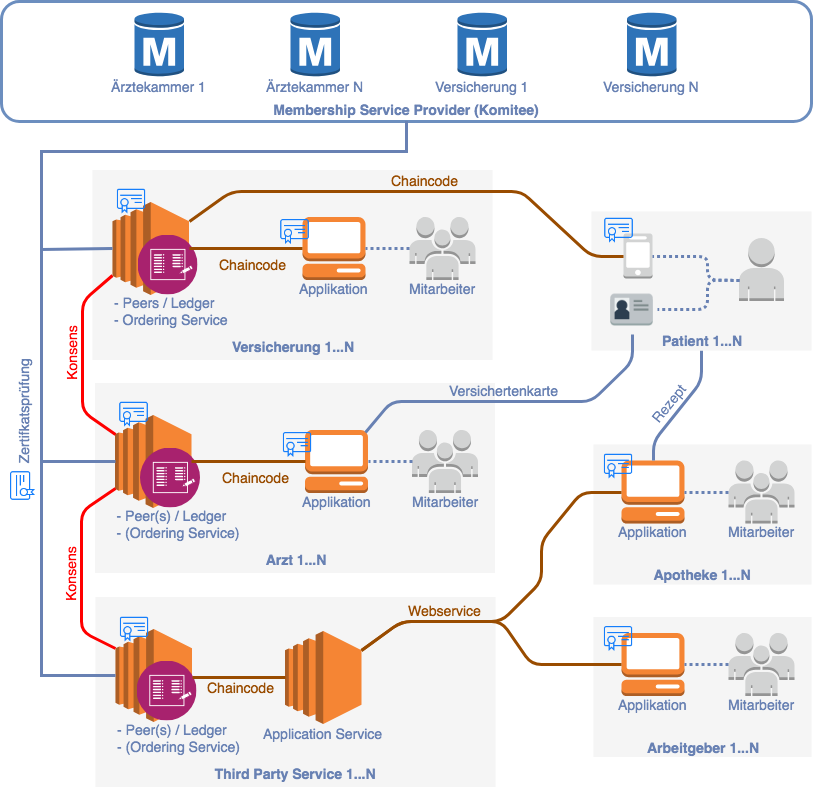 M
M
M
M
Ärztekammer 1
Ärztekammer N
Versicherung 1
Versicherung N
Membership Service Provider (Komitee)
Chaincode
Chaincode
Applikation
Mitarbeiter
- Peers / Ledger
- Ordering Service
Versicherung 1...N
Patient 1...N
Konsens
Zertifkatsprüfung
Versichertenkarte
Rezept
Chaincode
Applikation
Mitarbeiter
- Peer(s) / Ledger
- (Ordering Service)
Arzt 1...N
Applikation
Mitarbeiter
Apotheke 1...N
Konsens
Webservice
Chaincode
Application Service
- Peer(s) / Ledger
- (Ordering Service)
Third Party Service 1...N
Applikation
Mitarbeiter
Arbeitgeber 1...N